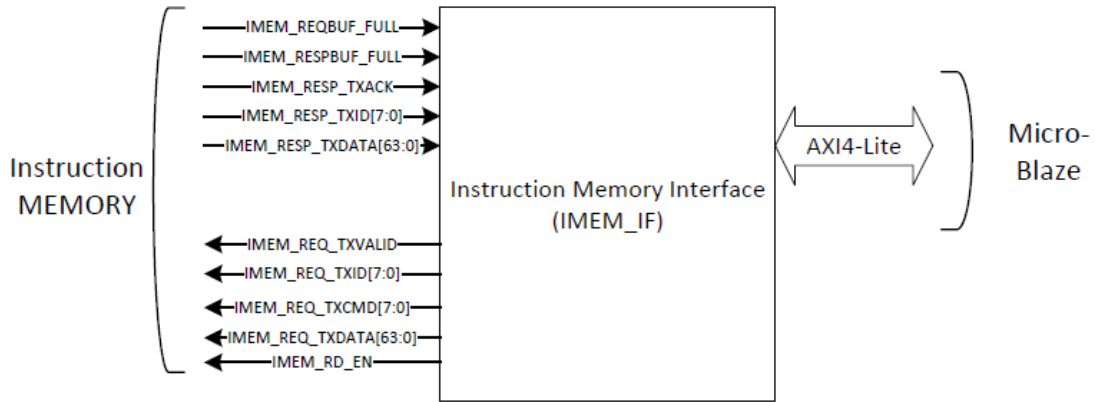 IMEM_REQBUF_FULL
IMEM_RESPBUF_FULL
IMEM_RESP_TXACK
IMEM_RESP_TXID[7:0]
IMEM_RESP_TXDATA[63:0]
Instruction
MEMORY
IMEM_REQ_TXVALID
IMEM_REQ_TXID[7:0]
IMEM_REQ_TXCMD[7:0]
IMEM_REQ_TXDATA[63:0]
IMEM_RD_EN
Instruction Memory Interface
(IMEM_IF)
AXI4-Lite
Micro-
Blaze